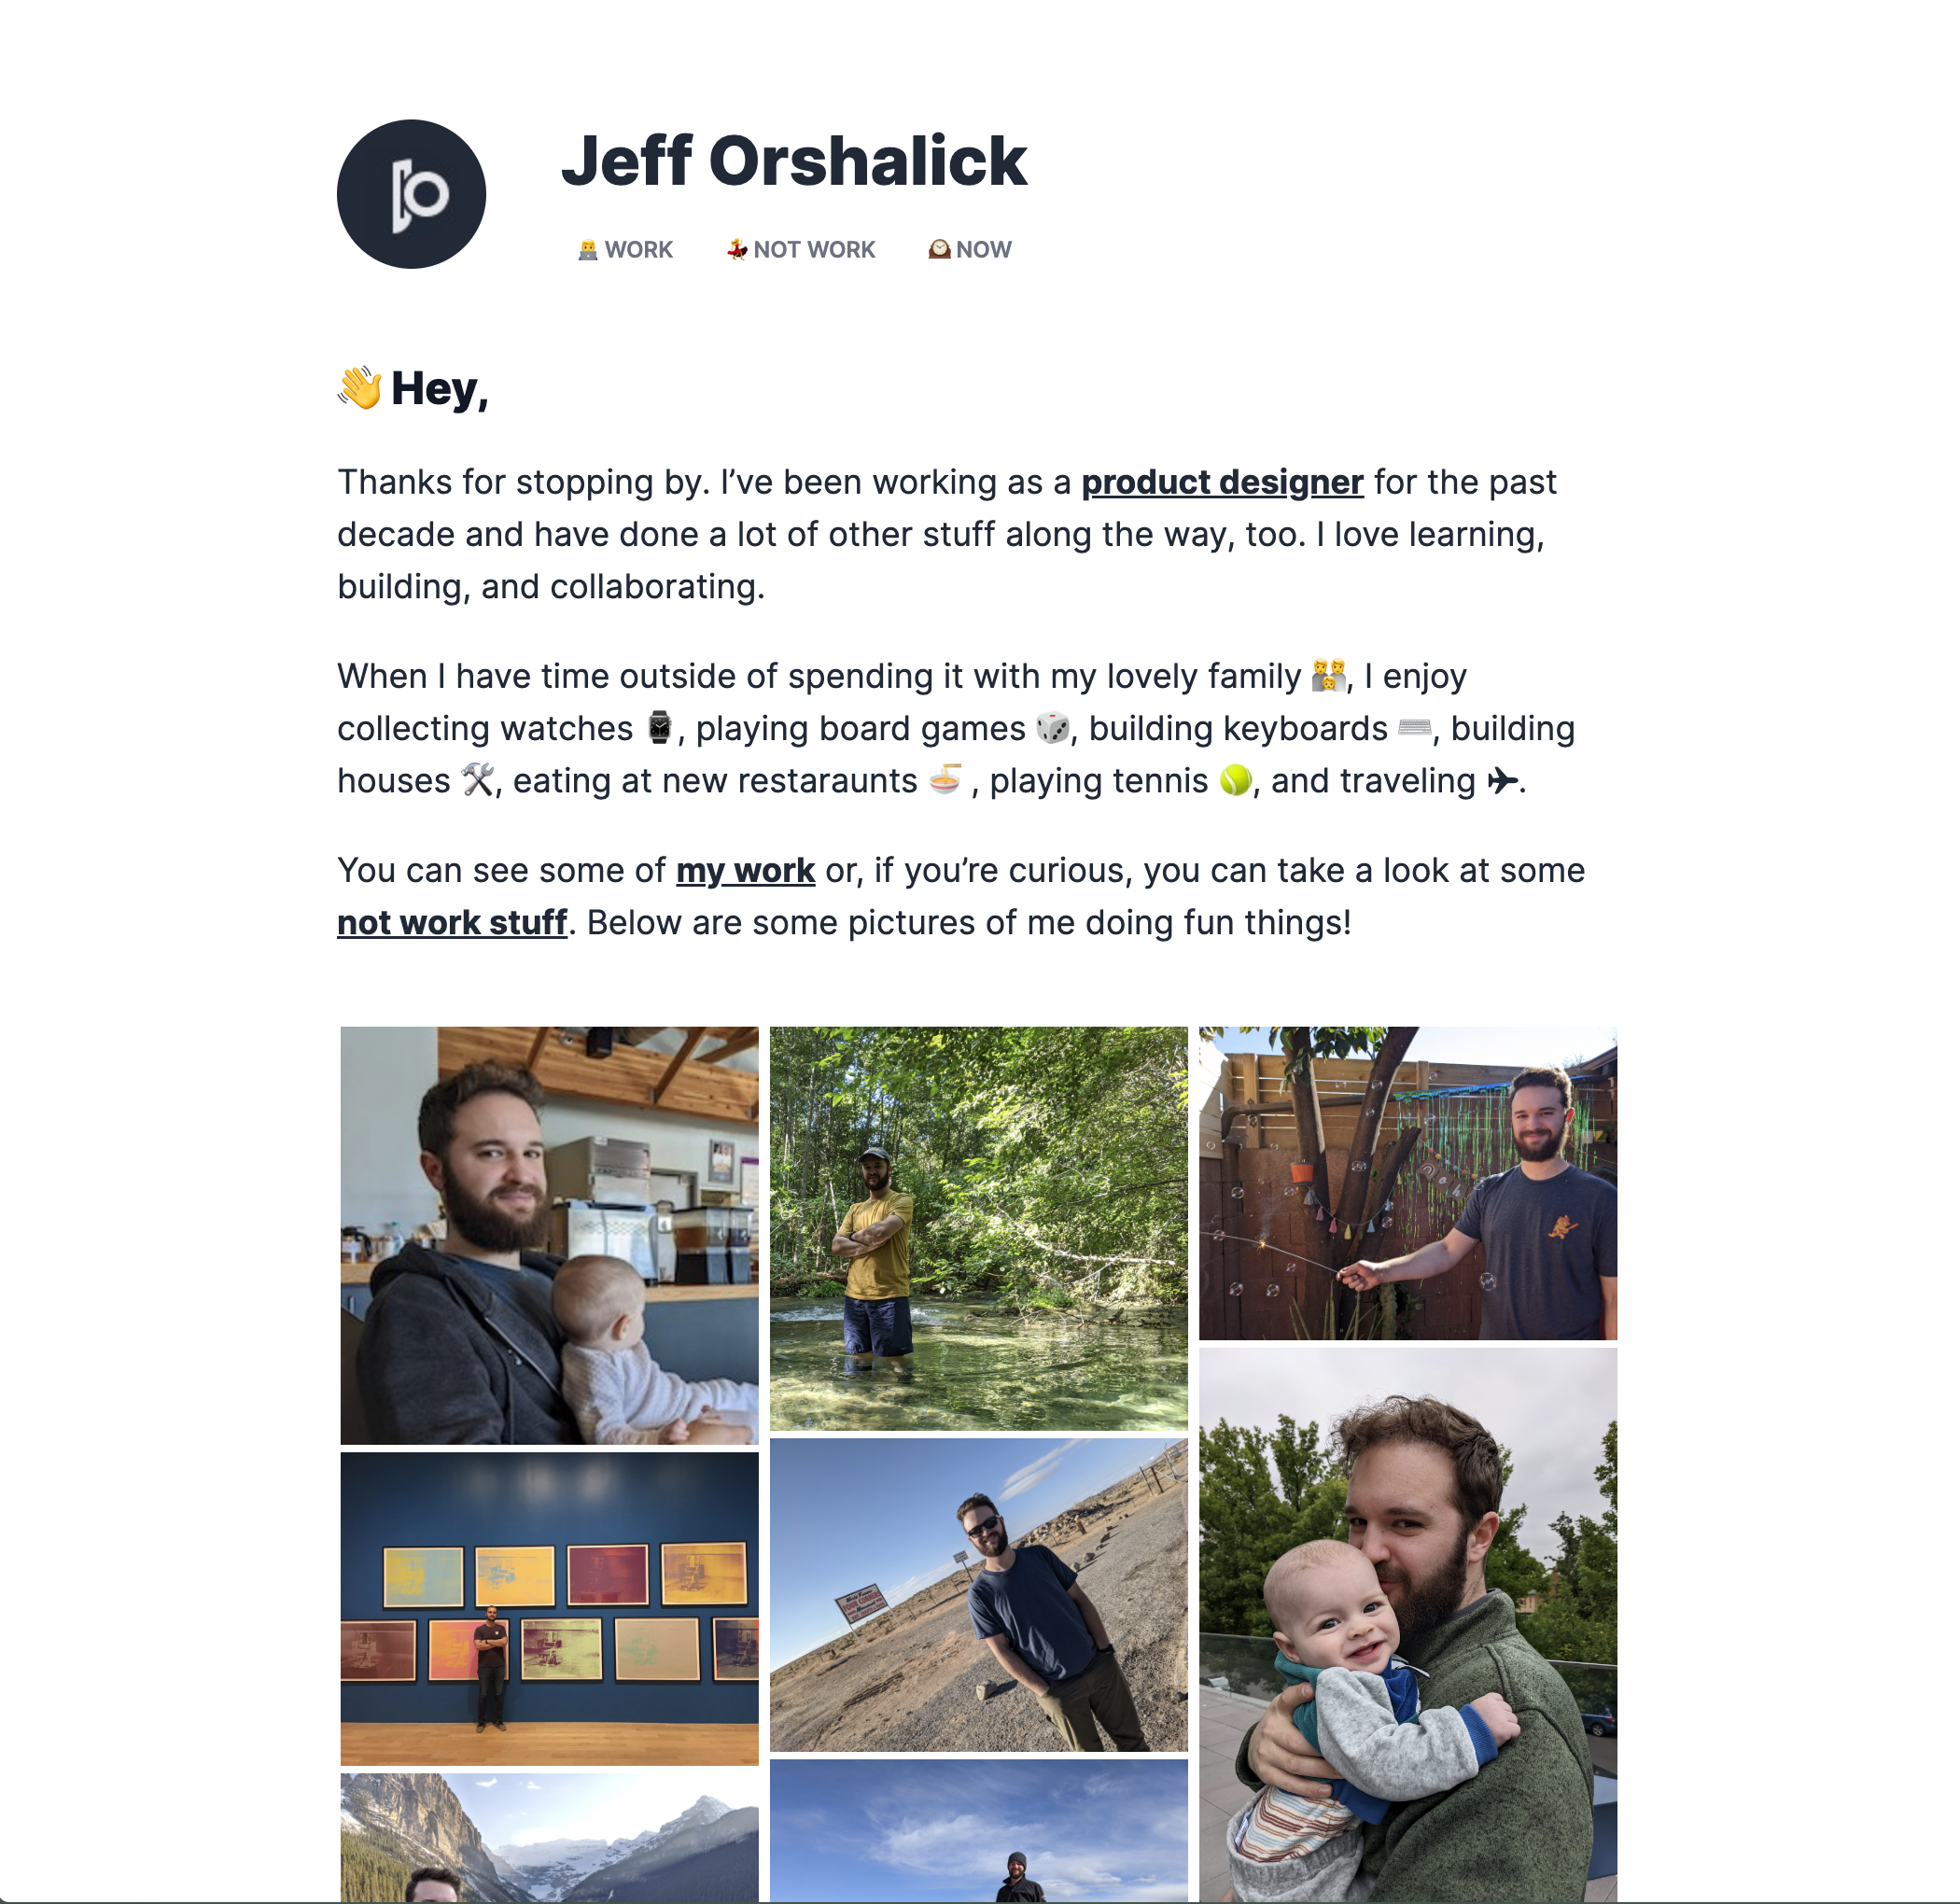 jo
Jeff Orshalick
👨‍💻 WORK 💃 NOT WORK 🕰️ NOW
👋 Hey,
Thanks for stopping by. I’ve been working as a product designer for the past
decade and have done a lot of other stuff along the way, too. I love learning,
building, and collaborating.
When I have time outside of spending it with my lovely family 👨‍👩‍👦, I enjoy
collecting watches ⌚, playing board games 🎲, building keyboards ⌨️, building
houses 🛠️, eating at new restaraunts 🍜 , playing tennis 🎾, and traveling ✈.
You can see some of my work or, if you’re curious, you can take a look at some
not work stuff. Below are some pictures of me doing fun things!
FOUR CORNERS